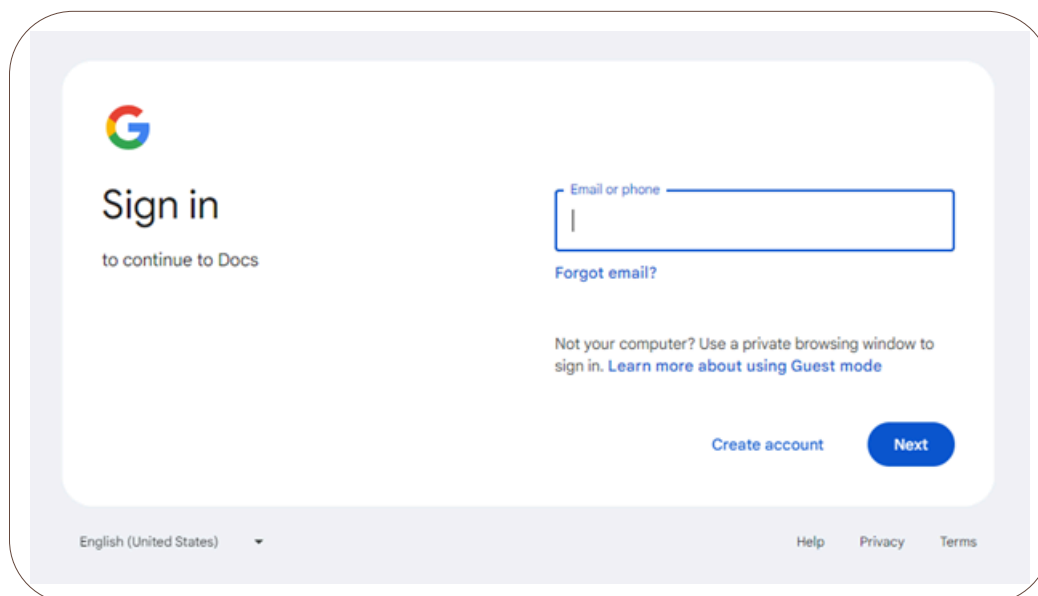 Sign in
to continue to Docs
Email or phone
Forgot email?
Not your computer? Use a private browsing window to
sign in. Learn more about using Guest mode
Create account
Next
English (United States)
Help
Privacy
Terms